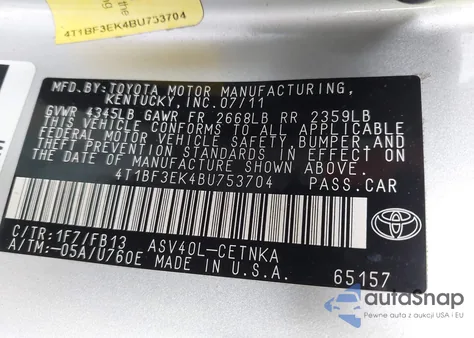 4T1BF3EK4BU753704
MFD.BY: TOYOTA MOTOR MANUFACTURING,
KENTUCKY, INC. 07/11
GVWR 4345LB GAWR FR 2668LB RR 2359LB
THIS VEHICLE CONFORMS TO ALL APPLICABLE
FEDERAL MOTOR VEHICLE SAFETY, BUMPER, AND
THEFT PREVENTION STANDARDS IN EFFECT ON
THE DATE OF MANUFACTURE SHOWN ABOVE.
4T1BF3EK4BU753704 PASS.CAR
C/TR: 1F7/FB13 ASV40L-CETNKA
A/TM: -05A/U760E MADE IN U.S.A.
TOYOTA
65157
autoSnap
Pewne auto z aukcji USA i EU